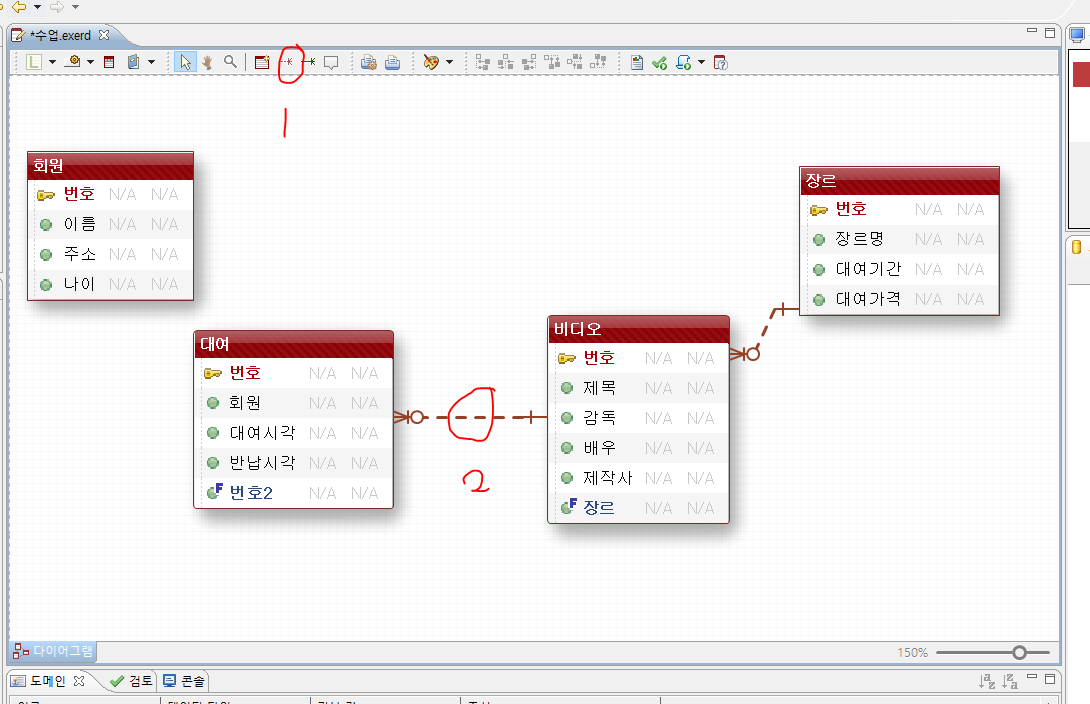 *수업.exerd
1
회원
번호 N/A N/A
이름 N/A N/A
주소 N/A N/A
나이 N/A N/A
장르
번호 N/A N/A
장르명 N/A N/A
대여기간 N/A N/A
대여가격 N/A N/A
대여
번호 N/A N/A
회원 N/A N/A
대여시각 N/A N/A
반납시각 N/A N/A
번호2 N/A N/A
2
비디오
번호 N/A N/A
제목 N/A N/A
감독 N/A N/A
배우 N/A N/A
제작사 N/A N/A
장르 N/A N/A
다이어그램
150%
도메인 검토 콘솔